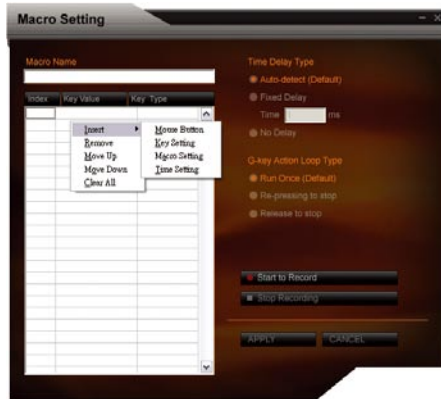 Macro Setting
Macro Name
Index Key Value Key Type
Insert
Remove
Move Up
Move Down
Clear All
Mouse Button
Key Setting
Macro Setting
Time Setting
Time Delay Type
Auto-detect (Default)
Fixed Delay
Time 1 ms
No Delay
G-key Action Loop Type
Run Once (Default)
Re-pressing to stop
Release to stop
Start to Record
Stop Recording
APPLY CANCEL